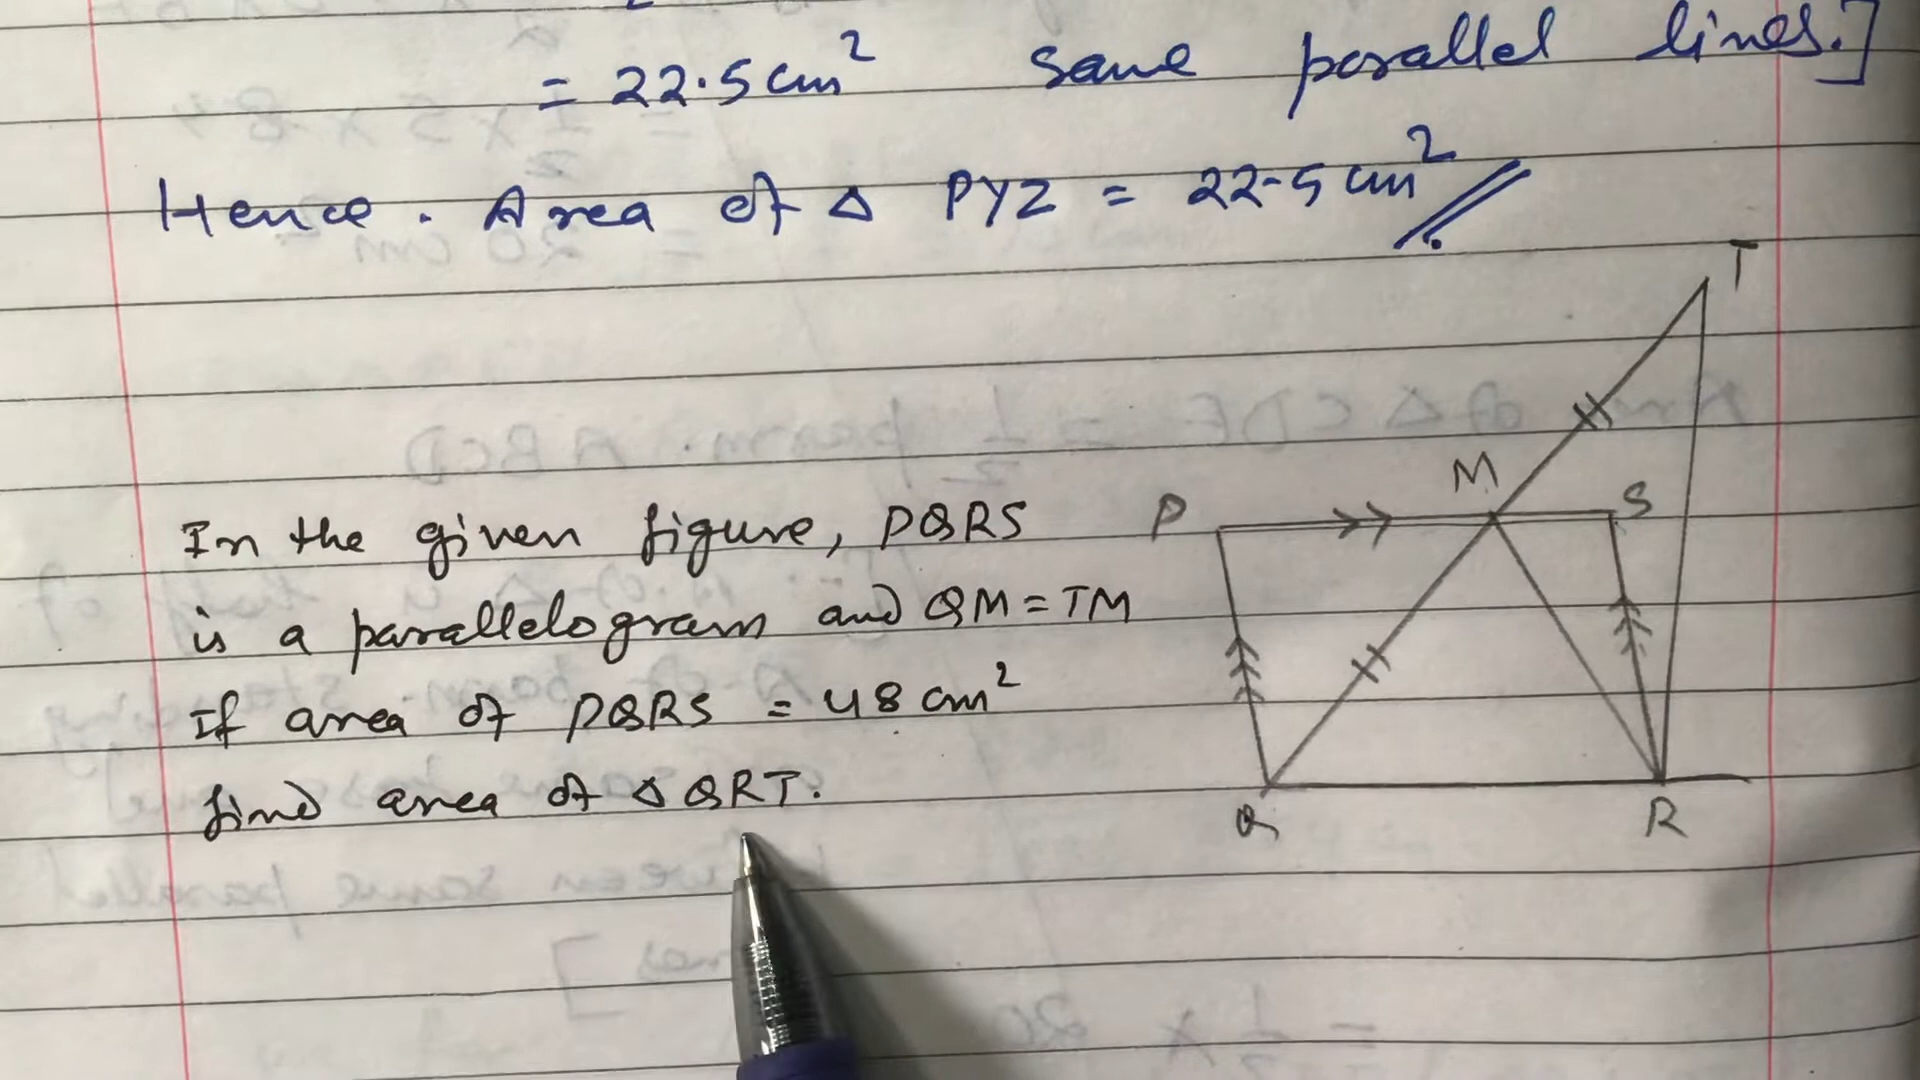 = 22.5 cm² same parallel lines.]
Hence. Area of △ PYZ = 22.5 cm²
T
M
P
S
In the given figure, PQRS
is a parallelogram and QM = TM
If area of PQRS = 48 cm²
find area of △ QRT.
Q R